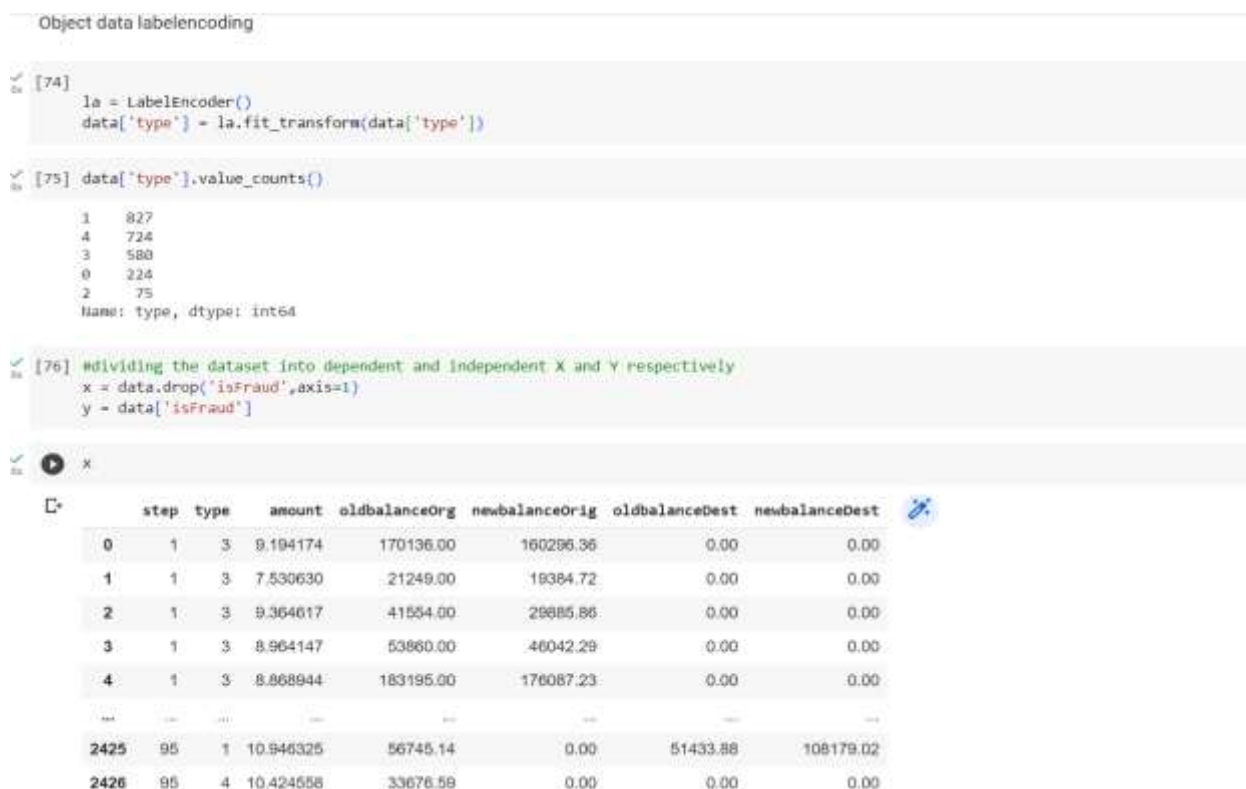 Object data labelencoding
[74]
la = LabelEncoder()
data['type'] = la.fit_transform(data['type'])
[75] data['type'].value_counts()
1 827
4 724
3 580
0 224
2 75
Name: type, dtype: int64
[76] #dividing the dataset into dependent and independent X and Y respectively
x = data.drop('isFraud',axis=1)
y = data['isFraud']
x
step type amount oldbalanceOrg newbalanceOrig oldbalanceDest newbalanceDest
0 1 3 9.194174 170136.00 160296.36 0.00 0.00
1 1 3 7.530630 21249.00 19384.72 0.00 0.00
2 1 3 9.364617 41554.00 29885.86 0.00 0.00
3 1 3 8.964147 53860.00 46042.29 0.00 0.00
4 1 3 8.868944 183195.00 176087.23 0.00 0.00
... ... ... ... ... ... ... ...
2425 95 1 10.946325 56745.14 0.00 51433.88 108179.02
2426 95 4 10.424558 33676.59 0.00 0.00 0.00